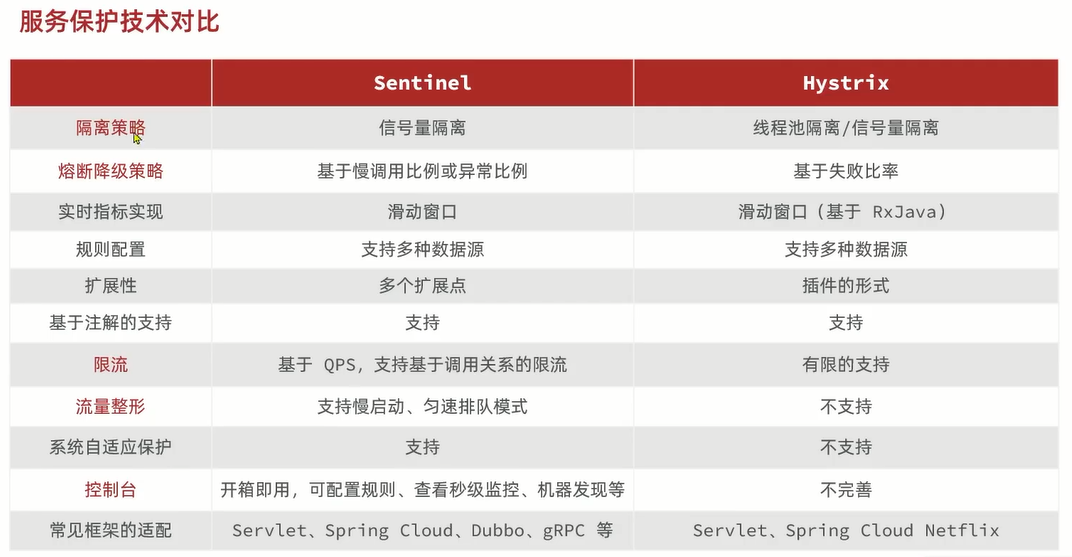 服务保护技术对比
Sentinel Hystrix
隔离策略 信号量隔离 线程池隔离/信号量隔离
熔断降级策略 基于慢调用比例或异常比例 基于失败比率
实时指标实现 滑动窗口 滑动窗口（基于 RxJava）
规则配置 支持多种数据源 支持多种数据源
扩展性 多个扩展点 插件的形式
基于注解的支持 支持 支持
限流 基于 QPS，支持基于调用关系的限流 有限的支持
流量整形 支持慢启动、匀速排队模式 不支持
系统自适应保护 支持 不支持
控制台 开箱即用，可配置规则、查看秒级监控、机器发现等 不完善
常见框架的适配 Servlet、Spring Cloud、Dubbo、gRPC 等 Servlet、Spring Cloud Netflix